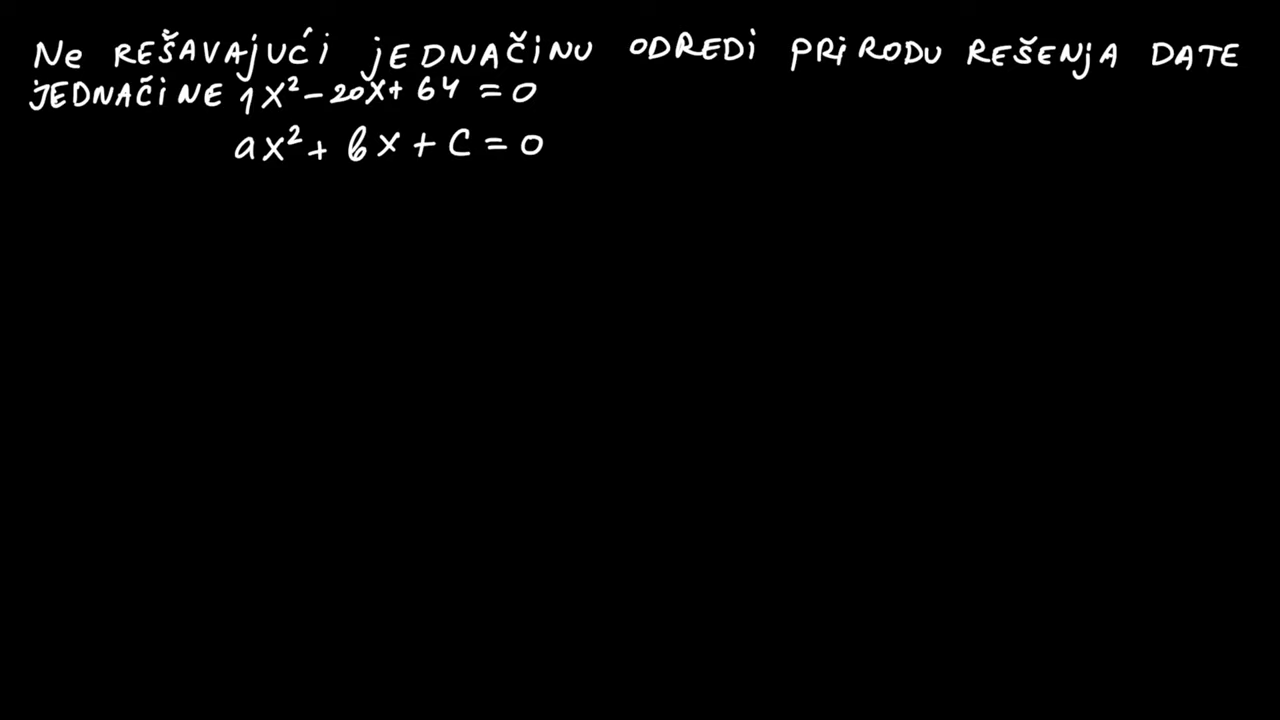 Ne REŠAVAjUĆi jEDNAČiNU ODREDi PRiRODU REŠENjA DATE
jEDNAČiNE 1x² - 20x + 64 = 0
ax² + bx + c = 0